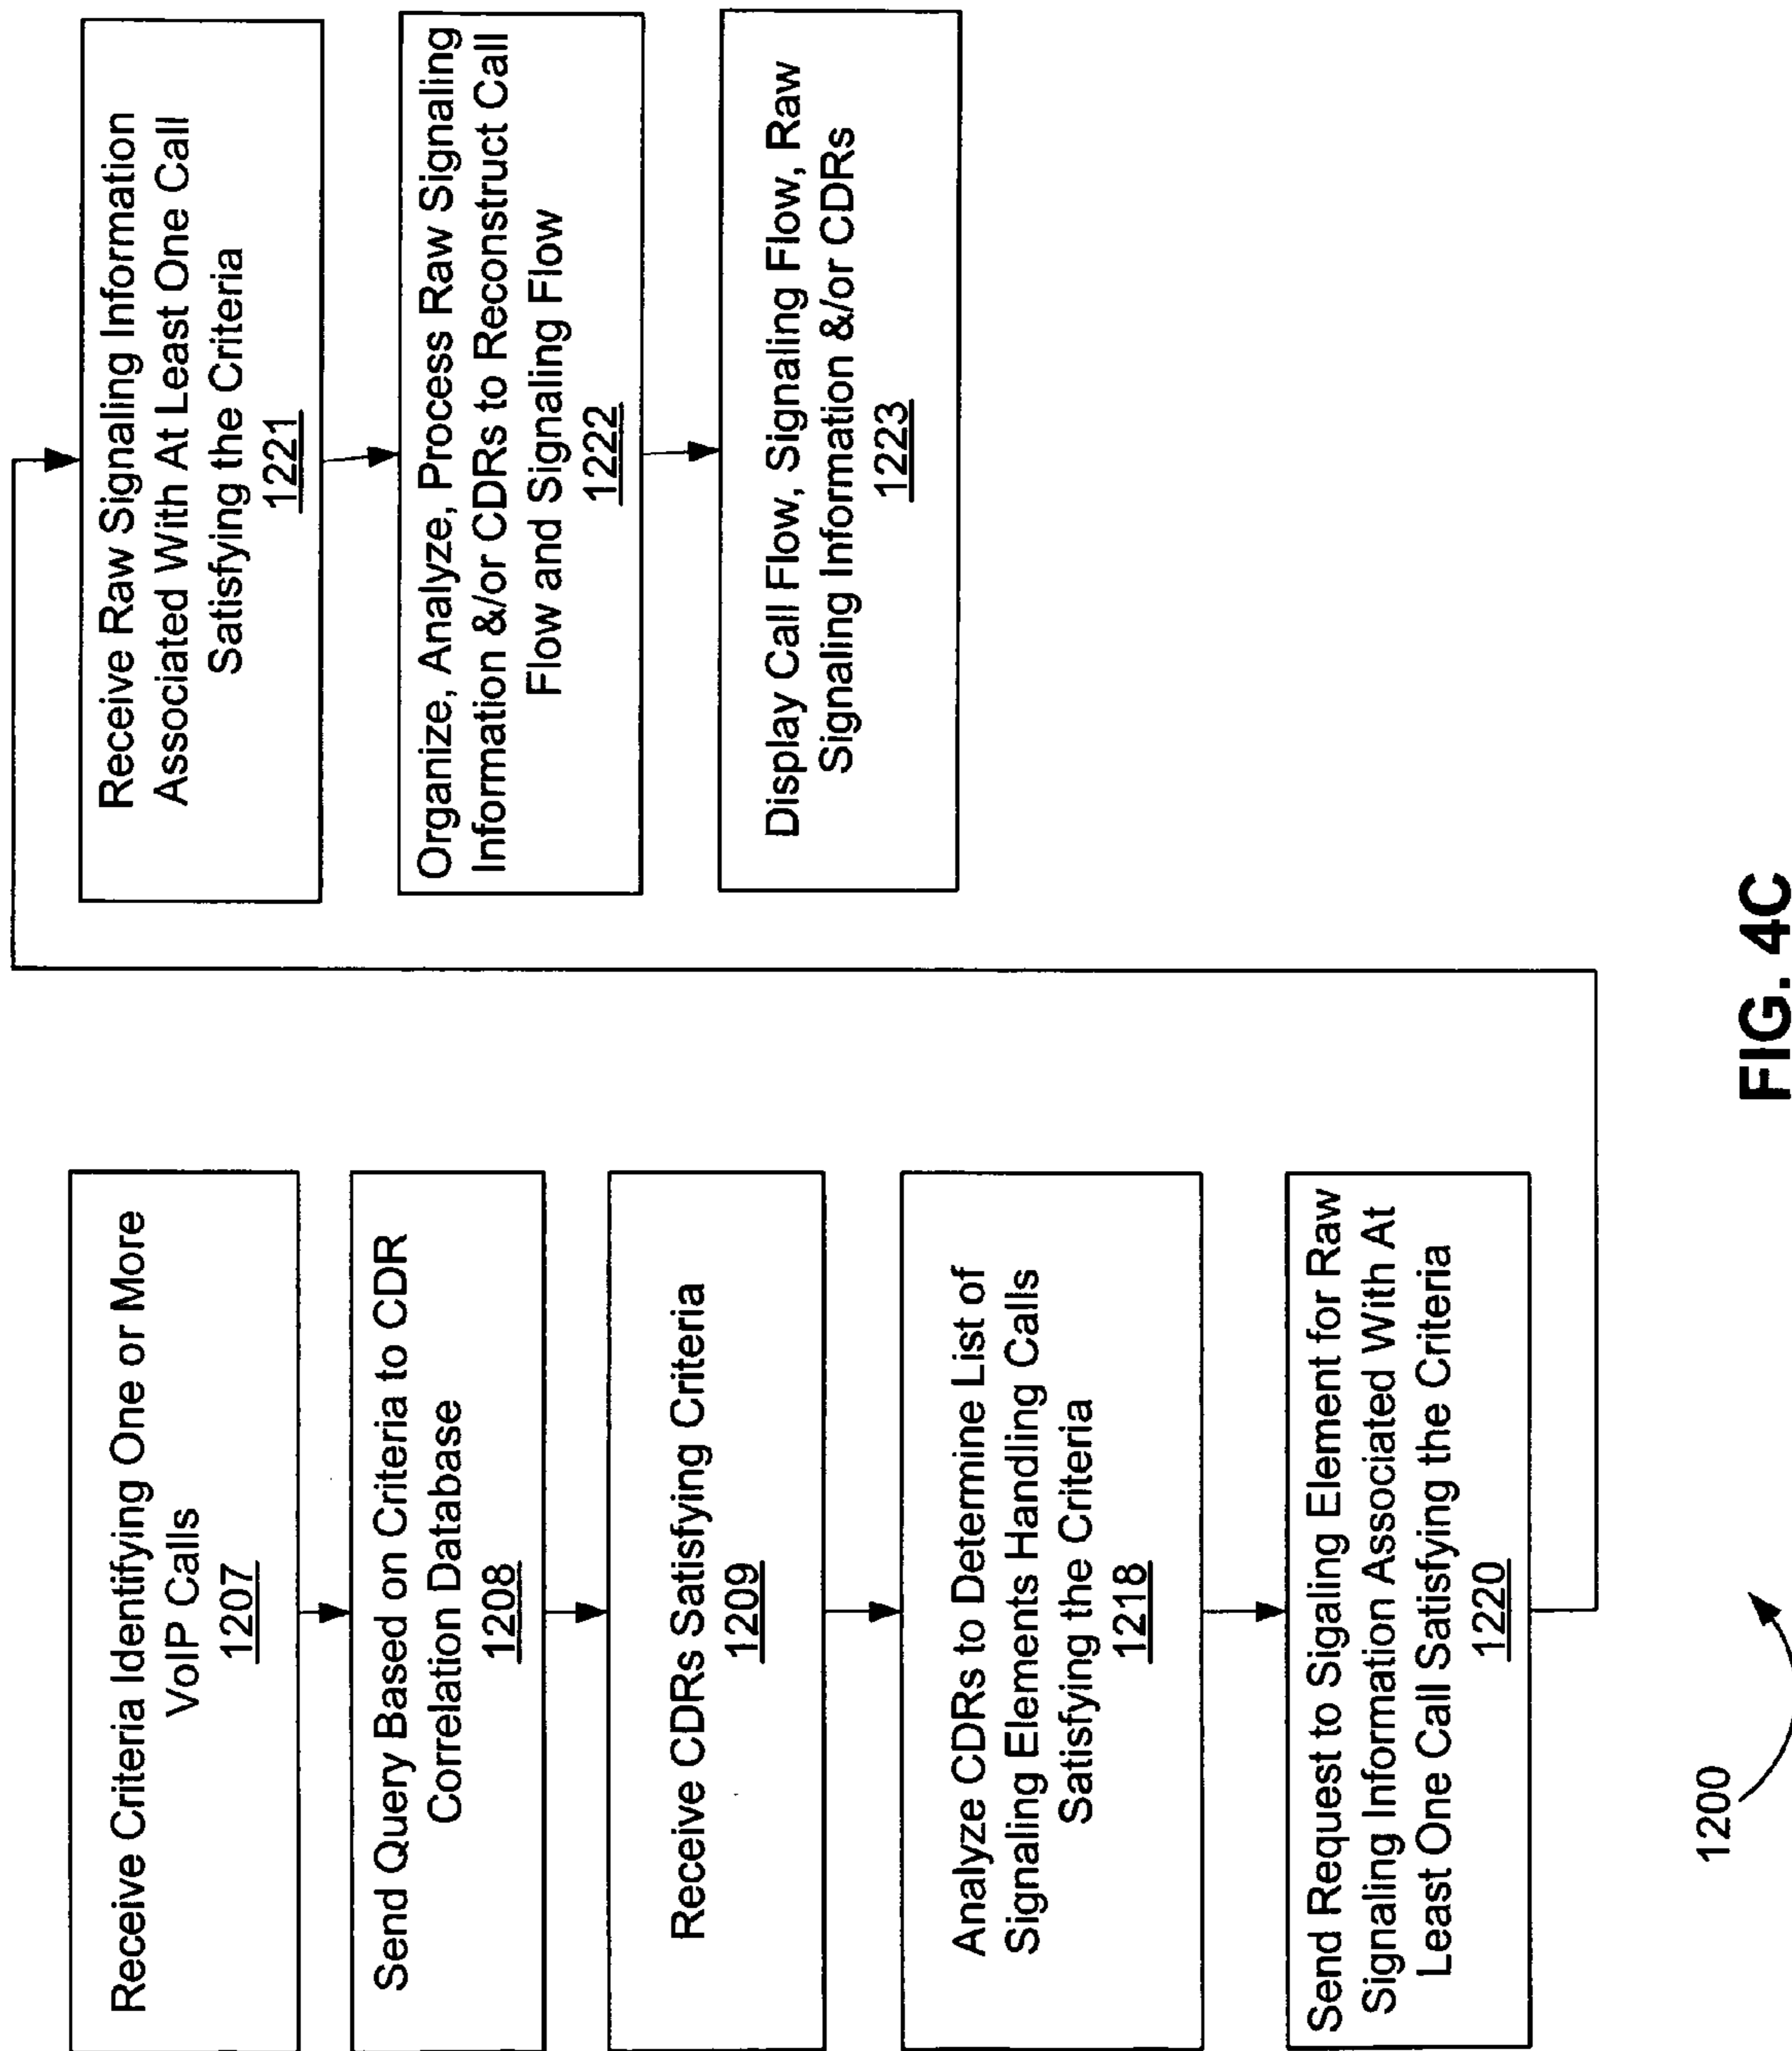 Receive Criteria Identifying One or More
VoIP Calls
1207
Send Query Based on Criteria to CDR
Correlation Database
1208
Receive CDRs Satisfying Criteria
1209
Analyze CDRs to Determine List of
Signaling Elements Handling Calls
Satisfying the Criteria
1218
Send Request to Sigaling Element for Raw
Signaling Information Associated With At
Least One Call Satisfying the Criteria
1220
Receive Raw Signaling Information
Associated With At Least One Call
Satisfying the Criteria
1221
Organize, Analyze, Process Raw Signaling
Information &/or CDRs to Reconstruct Call
Flow and Signaling Flow
1222
Display Call Flow, Signaling Flow, Raw
Signaling Information &/or CDRs
1223
1200
FIG. 4C